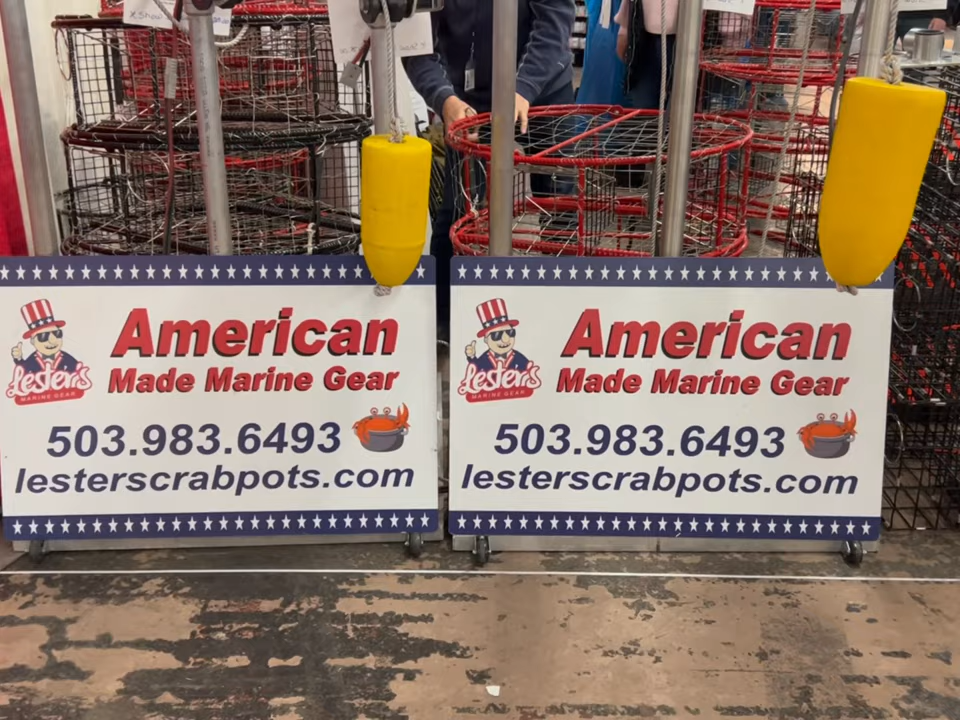 American
Made Marine Gear
Lester's
MARINE GEAR
503.983.6493
lesterscrabpots.com
American
Made Marine Gear
Lester's
MARINE GEAR
503.983.6493
lesterscrabpots.com